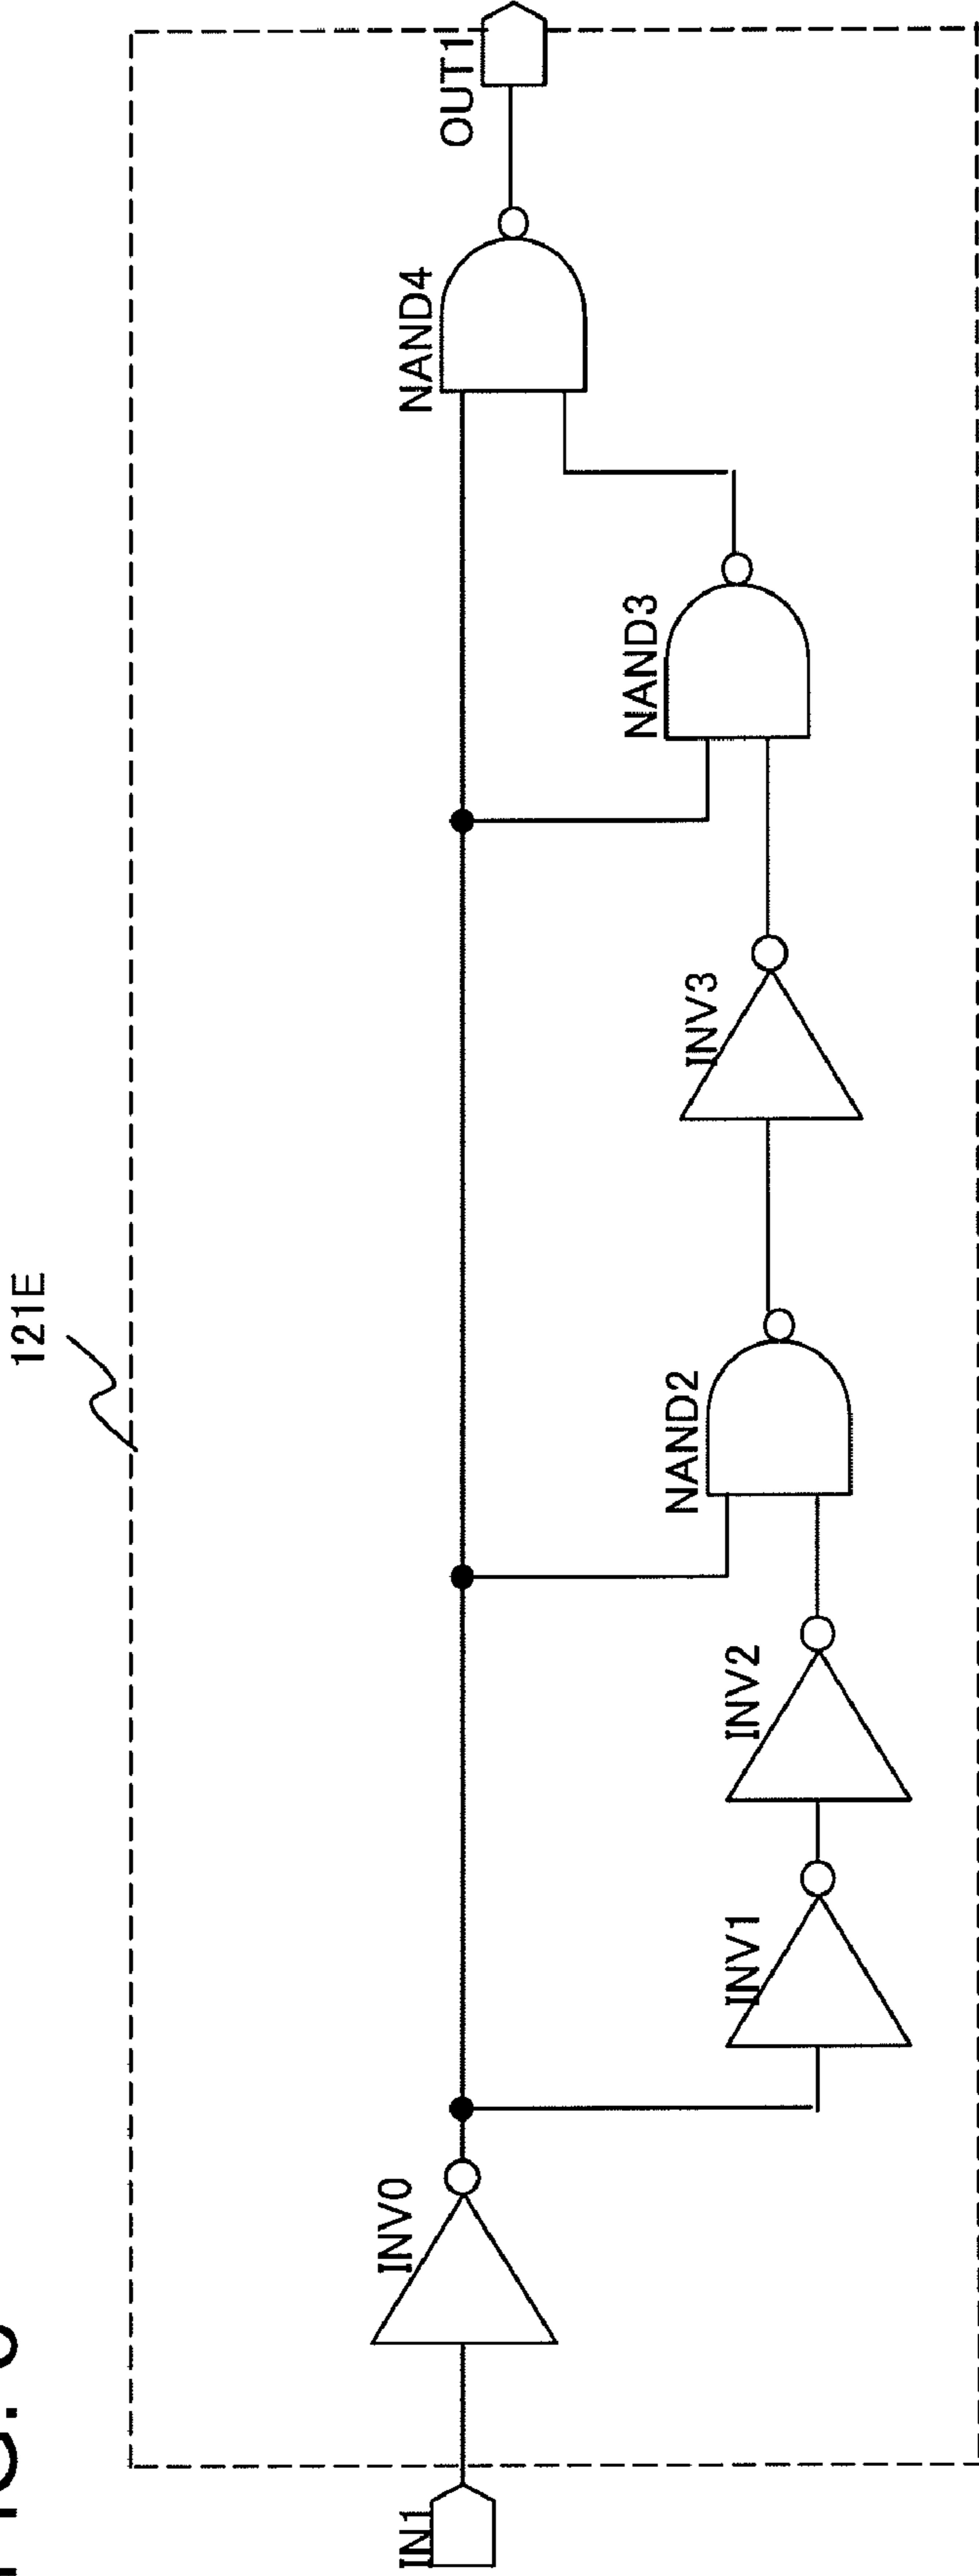 121E
IN1
INV0
INV1
INV2
NAND2
INV3
NAND3
NAND4
OUT1